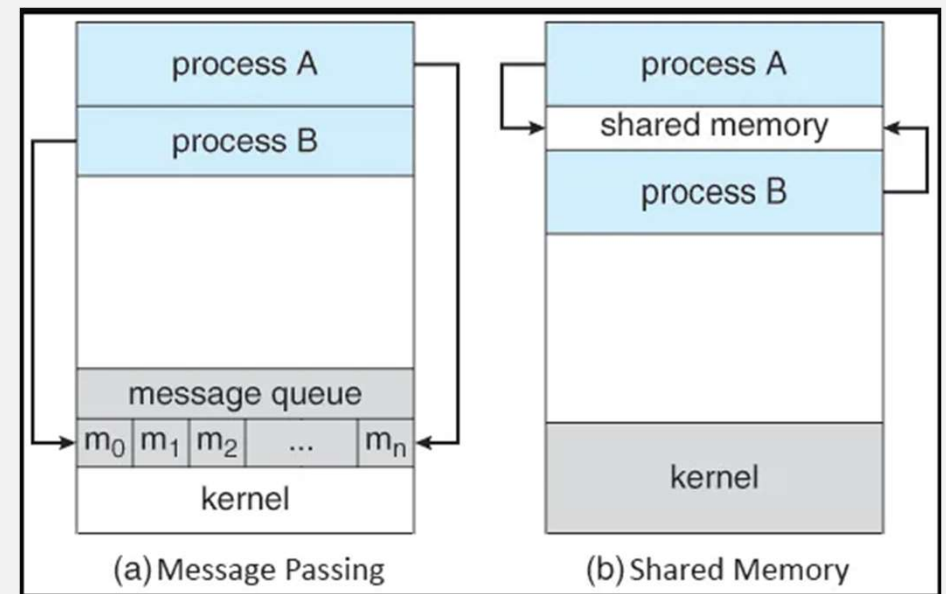 process A
process B
message queue
m0 m1 m2 ... mn
kernel
(a) Message Passing
process A
shared memory
process B
kernel
(b) Shared Memory